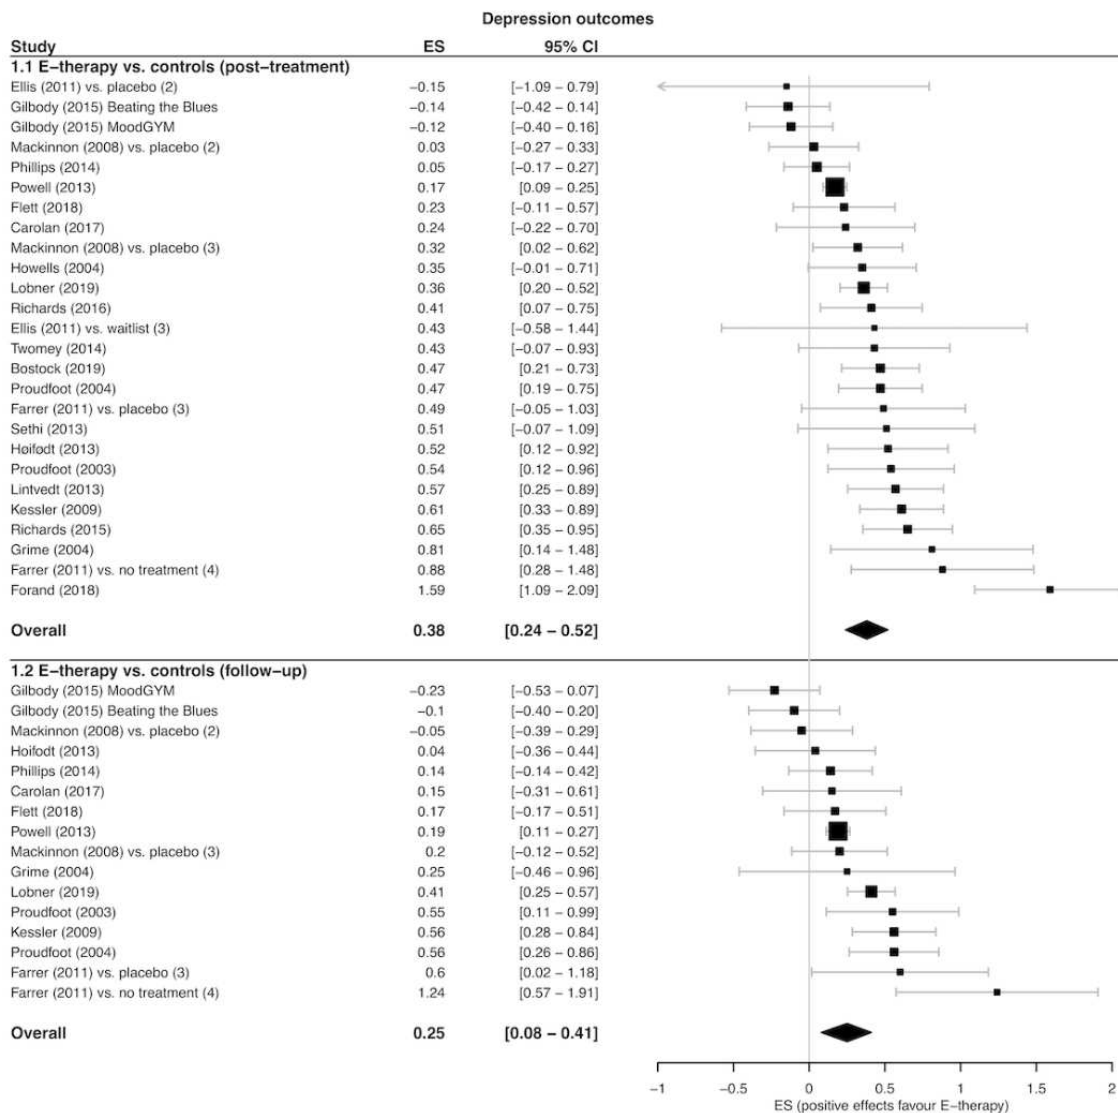 Depression outcomes
Study ES 95% CI
1.1 E−therapy vs. controls (post−treatment)
Ellis (2011) vs. placebo (2) −0.15 [−1.09 − 0.79]
Gilbody (2015) Beating the Blues −0.14 [−0.42 − 0.14]
Gilbody (2015) MoodGYM −0.12 [−0.40 − 0.16]
Mackinnon (2008) vs. placebo (2) 0.03 [−0.27 − 0.33]
Phillips (2014) 0.05 [−0.17 − 0.27]
Powell (2013) 0.17 [0.09 − 0.25]
Flett (2018) 0.23 [−0.11 − 0.57]
Carolan (2017) 0.24 [−0.22 − 0.70]
Mackinnon (2008) vs. placebo (3) 0.32 [0.02 − 0.62]
Howells (2004) 0.35 [−0.01 − 0.71]
Lobner (2019) 0.36 [0.20 − 0.52]
Richards (2016) 0.41 [0.07 − 0.75]
Ellis (2011) vs. waitlist (3) 0.43 [−0.58 − 1.44]
Twomey (2014) 0.43 [−0.07 − 0.93]
Bostock (2019) 0.47 [0.21 − 0.73]
Proudfoot (2004) 0.47 [0.19 − 0.75]
Farrer (2011) vs. placebo (3) 0.49 [−0.05 − 1.03]
Sethi (2013) 0.51 [−0.07 − 1.09]
Høifødt (2013) 0.52 [0.12 − 0.92]
Proudfoot (2003) 0.54 [0.12 − 0.96]
Lintvedt (2013) 0.57 [0.25 − 0.89]
Kessler (2009) 0.61 [0.33 − 0.89]
Richards (2015) 0.65 [0.35 − 0.95]
Grime (2004) 0.81 [0.14 − 1.48]
Farrer (2011) vs. no treatment (4) 0.88 [0.28 − 1.48]
Forand (2018) 1.59 [1.09 − 2.09]
Overall 0.38 [0.24 − 0.52]
1.2 E−therapy vs. controls (follow−up)
Gilbody (2015) MoodGYM −0.23 [−0.53 − 0.07]
Gilbody (2015) Beating the Blues −0.1 [−0.40 − 0.20]
Mackinnon (2008) vs. placebo (2) −0.05 [−0.39 − 0.29]
Hoifodt (2013) 0.04 [−0.36 − 0.44]
Phillips (2014) 0.14 [−0.14 − 0.42]
Carolan (2017) 0.15 [−0.31 − 0.61]
Flett (2018) 0.17 [−0.17 − 0.51]
Powell (2013) 0.19 [0.11 − 0.27]
Mackinnon (2008) vs. placebo (3) 0.2 [−0.12 − 0.52]
Grime (2004) 0.25 [−0.46 − 0.96]
Lobner (2019) 0.41 [0.25 − 0.57]
Proudfoot (2003) 0.55 [0.11 − 0.99]
Kessler (2009) 0.56 [0.28 − 0.84]
Proudfoot (2004) 0.56 [0.26 − 0.86]
Farrer (2011) vs. placebo (3) 0.6 [0.02 − 1.18]
Farrer (2011) vs. no treatment (4) 1.24 [0.57 − 1.91]
Overall 0.25 [0.08 − 0.41]
−1 −0.5 0 0.5 1 1.5 2
ES (positive effects favour E−therapy)